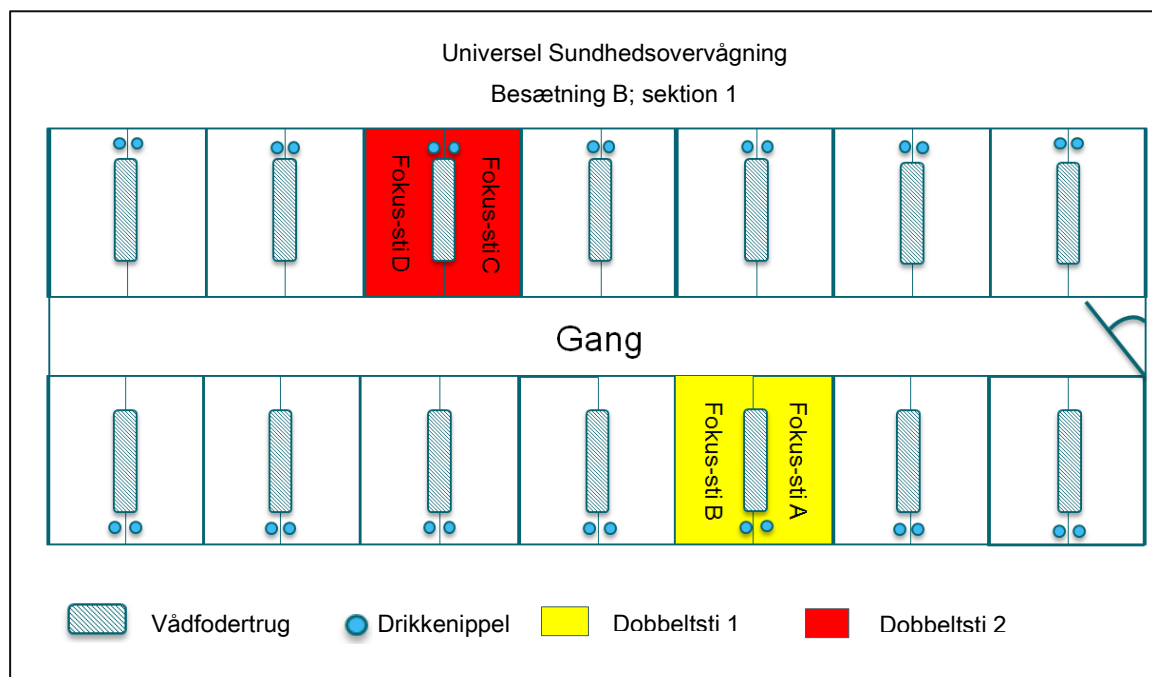 Universel Sundhedsovervågning
Besætning B; sektion 1
Fokus-sti D
Fokus-sti C
Gang
Fokus-sti B
Fokus-sti A
Vådfodertrug
Drikkenippel
Dobbeltsti 1
Dobbeltsti 2